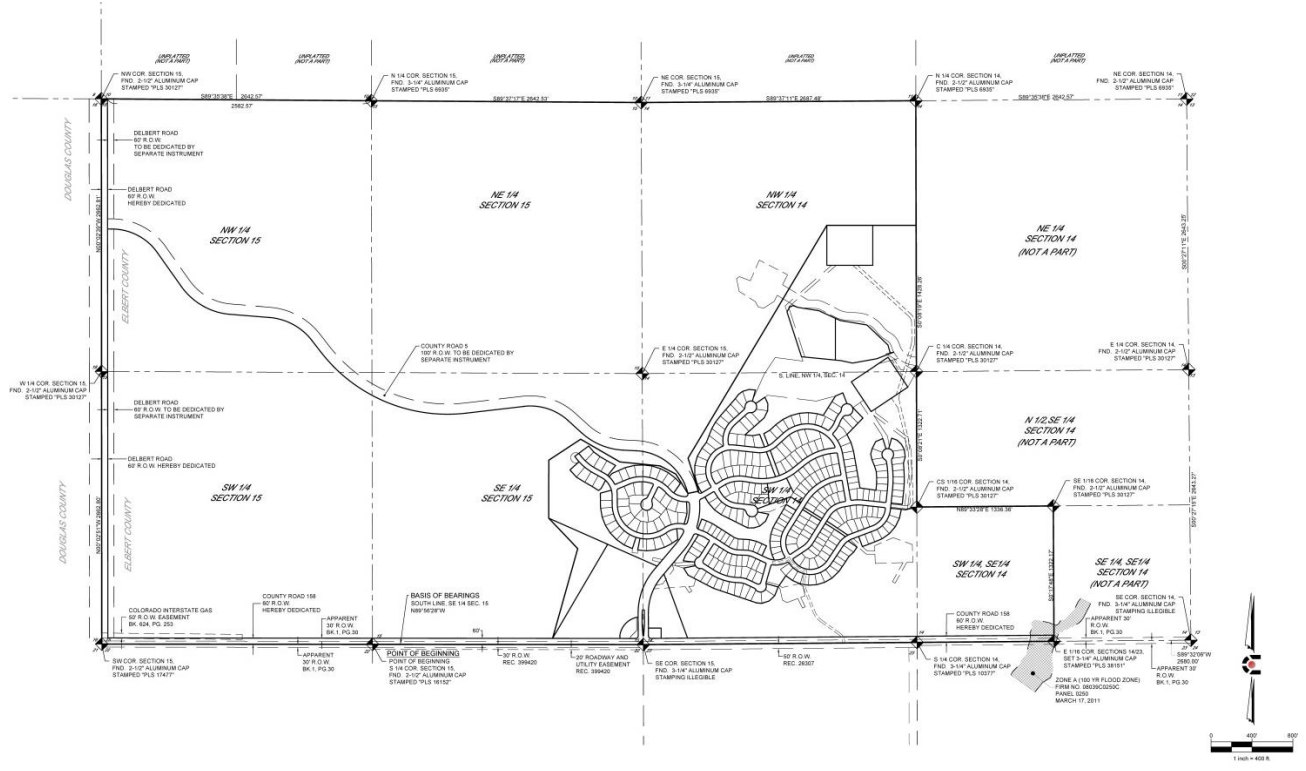 UNPLATTED
(NOT A PART)
UNPLATTED
(NOT A PART)
UNPLATTED
(NOT A PART)
UNPLATTED
(NOT A PART)
UNPLATTED
(NOT A PART)
NW COR. SECTION 15,
FND. 2-1/2" ALUMINUM CAP
STAMPED "PLS 30127"
N 1/4 COR. SECTION 15,
FND. 3-1/4" ALUMINUM CAP
STAMPED "PLS 6935"
NE COR. SECTION 15,
FND. 3-1/4" ALUMINUM CAP
STAMPED "PLS 6935"
N 1/4 COR. SECTION 14,
FND. 2-1/2" ALUMINUM CAP
STAMPED "PLS 6935"
NE COR. SECTION 14,
FND. 2-1/2" ALUMINUM CAP
STAMPED "PLS 6935"
S89°35'38"E 2642.57'
2582.57'
S89°37'17"E 2642.53'
S89°37'11"E 2687.48'
S89°35'36"E 2642.57'
DOUGLAS COUNTY
DELBERT ROAD
60' R.O.W.
TO BE DEDICATED BY
SEPARATE INSTRUMENT
DELBERT ROAD
60' R.O.W.
HEREBY DEDICATED
NE 1/4
SECTION 15
NW 1/4
SECTION 14
NW 1/4
SECTION 15
NE 1/4
SECTION 14
(NOT A PART)
ELBERT COUNTY
COUNTY ROAD 5
100' R.O.W. TO BE DEDICATED BY
SEPARATE INSTRUMENT
E 1/4 COR. SECTION 15,
FND. 2-1/2" ALUMINUM CAP
STAMPED "PLS 30127"
C 1/4 COR. SECTION 14,
FND. 2-1/2" ALUMINUM CAP
STAMPED "PLS 30127"
E 1/4 COR. SECTION 14,
FND. 2-1/2" ALUMINUM CAP
STAMPED "PLS 30127"
S. LINE, NW 1/4, SEC. 14
W 1/4 COR. SECTION 15,
FND. 2-1/2" ALUMINUM CAP
STAMPED "PLS 30127"
DELBERT ROAD
60' R.O.W. TO BE DEDICATED BY
SEPARATE INSTRUMENT
N 1/2,SE 1/4
SECTION 14
(NOT A PART)
DELBERT ROAD
60' R.O.W. HEREBY DEDICATED
SW 1/4
SECTION 15
SE 1/4
SECTION 15
SW 1/4
SECTION 14
CS 1/16 COR. SECTION 14,
FND. 2-1/2" ALUMINUM CAP
STAMPED "PLS 30127"
SE 1/16 COR. SECTION 14,
FND. 2-1/2" ALUMINUM CAP
STAMPED "PLS 30127"
N89°33'28"E 1336.36'
DOUGLAS COUNTY
ELBERT COUNTY
SW 1/4, SE1/4
SECTION 14
SE 1/4, SE1/4
SECTION 14
(NOT A PART)
SE COR. SECTION 14,
FND. 3-1/4" ALUMINUM CAP
STAMPING ILLEGIBLE
COLORADO INTERSTATE GAS
50' R.O.W. EASEMENT
BK. 624, PG. 253
COUNTY ROAD 158
60' R.O.W.
HEREBY DEDICATED
APPARENT
30' R.O.W.
BK.1, PG.30
BASIS OF BEARINGS
SOUTH LINE, SE 1/4 SEC. 15
N89°58'28"W
60'
COUNTY ROAD 158
60' R.O.W.
HEREBY DEDICATED
APPARENT 30'
R.O.W.
BK.1, PG.30
SW COR. SECTION 15,
FND. 2-1/2" ALUMINUM CAP
STAMPED "PLS 17477"
APPARENT
30' R.O.W.
BK.1, PG.30
POINT OF BEGINNING
POINT OF BEGINNING
S 1/4 COR. SECTION 15,
FND. 2-1/2" ALUMINUM CAP
STAMPED "PLS 16152"
30' R.O.W.
REC. 399420
20' ROADWAY AND
UTILITY EASEMENT
REC. 399420
SE COR. SECTION 15,
FND. 3-1/4" ALUMINUM CAP
STAMPING ILLEGIBLE
REC. 26307
S 1/4 COR. SECTION 14,
FND. 3-1/4" ALUMINUM CAP
STAMPED "PLS 10377"
E 1/16 COR. SECTIONS 14/23,
SET 3-1/4" ALUMINUM CAP
STAMPED "PLS 38151"
S89°32'06"W
2680.90'
APPARENT 30'
R.O.W.
BK.1, PG.30
ZONE A (100 YR FLOOD ZONE)
FIRM NO. 08039C0250C
PANEL 0250
MARCH 17, 2011
0 400' 800'
1 inch = 400 ft.